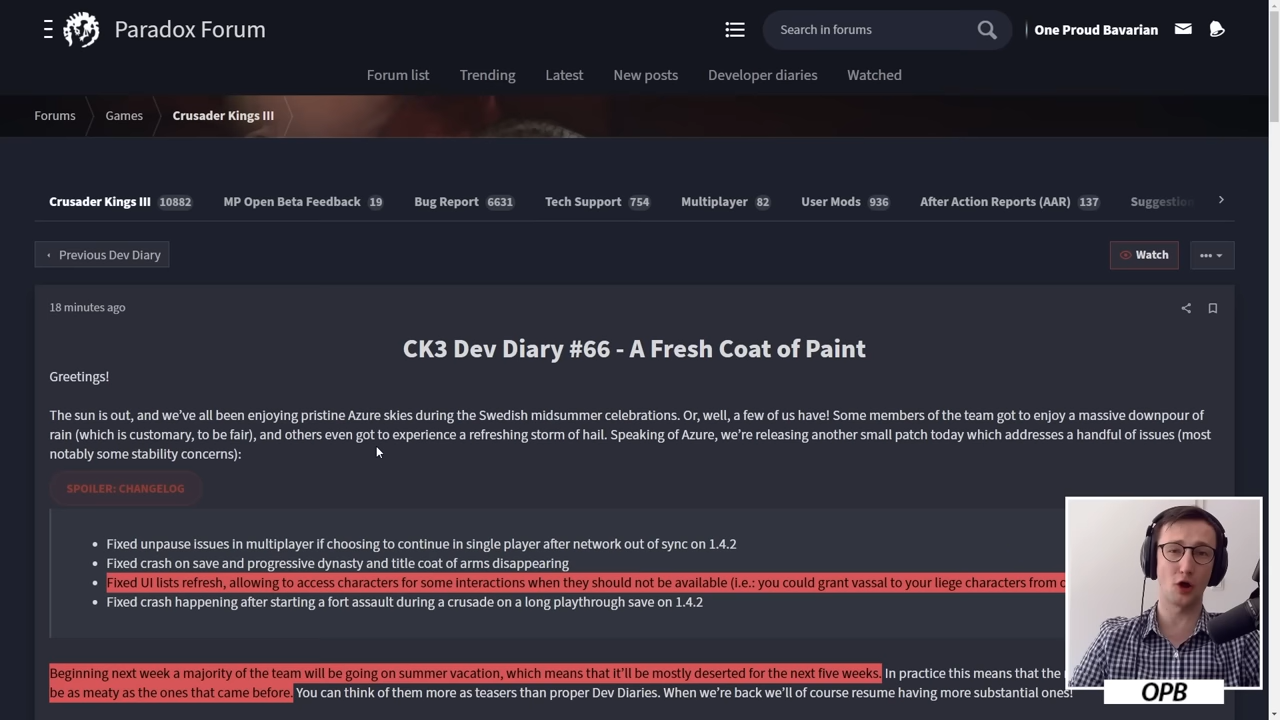 Paradox Forum
Search in forums
One Proud Bavarian
Forum list
Trending
Latest
New posts
Developer diaries
Watched
Forums
Games
Crusader Kings III
Crusader Kings III 10882
MP Open Beta Feedback 19
Bug Report 6631
Tech Support 754
Multiplayer 82
User Mods 936
After Action Reports (AAR) 137
Suggestio
Previous Dev Diary
Watch
18 minutes ago
CK3 Dev Diary #66 - A Fresh Coat of Paint
Greetings!
The sun is out, and we've all been enjoying pristine Azure skies during the Swedish midsummer celebrations. Or, well, a few of us have! Some members of the team got to enjoy a massive downpour of
rain (which is customary, to be fair), and others even got to experience a refreshing storm of hail. Speaking of Azure, we're releasing another small patch today which addresses a handful of issues (most
notably some stability concerns):
SPOILER: CHANGELOG
Fixed unpause issues in multiplayer if choosing to continue in single player after network out of sync on 1.4.2
Fixed crash on save and progressive dynasty and title coat of arms disappearing
Fixed UI lists refresh, allowing to access characters for some interactions when they should not be available (i.e.: you could grant vassal to your liege characters from
Fixed crash happening after starting a fort assault during a crusade on a long playthrough save on 1.4.2
Beginning next week a majority of the team will be going on summer vacation, which means that it'll be mostly deserted for the next five weeks. In practice this means that the
be as meaty as the ones that came before. You can think of them more as teasers than proper Dev Diaries. When we're back we'll of course resume having more substantial ones!
OPB